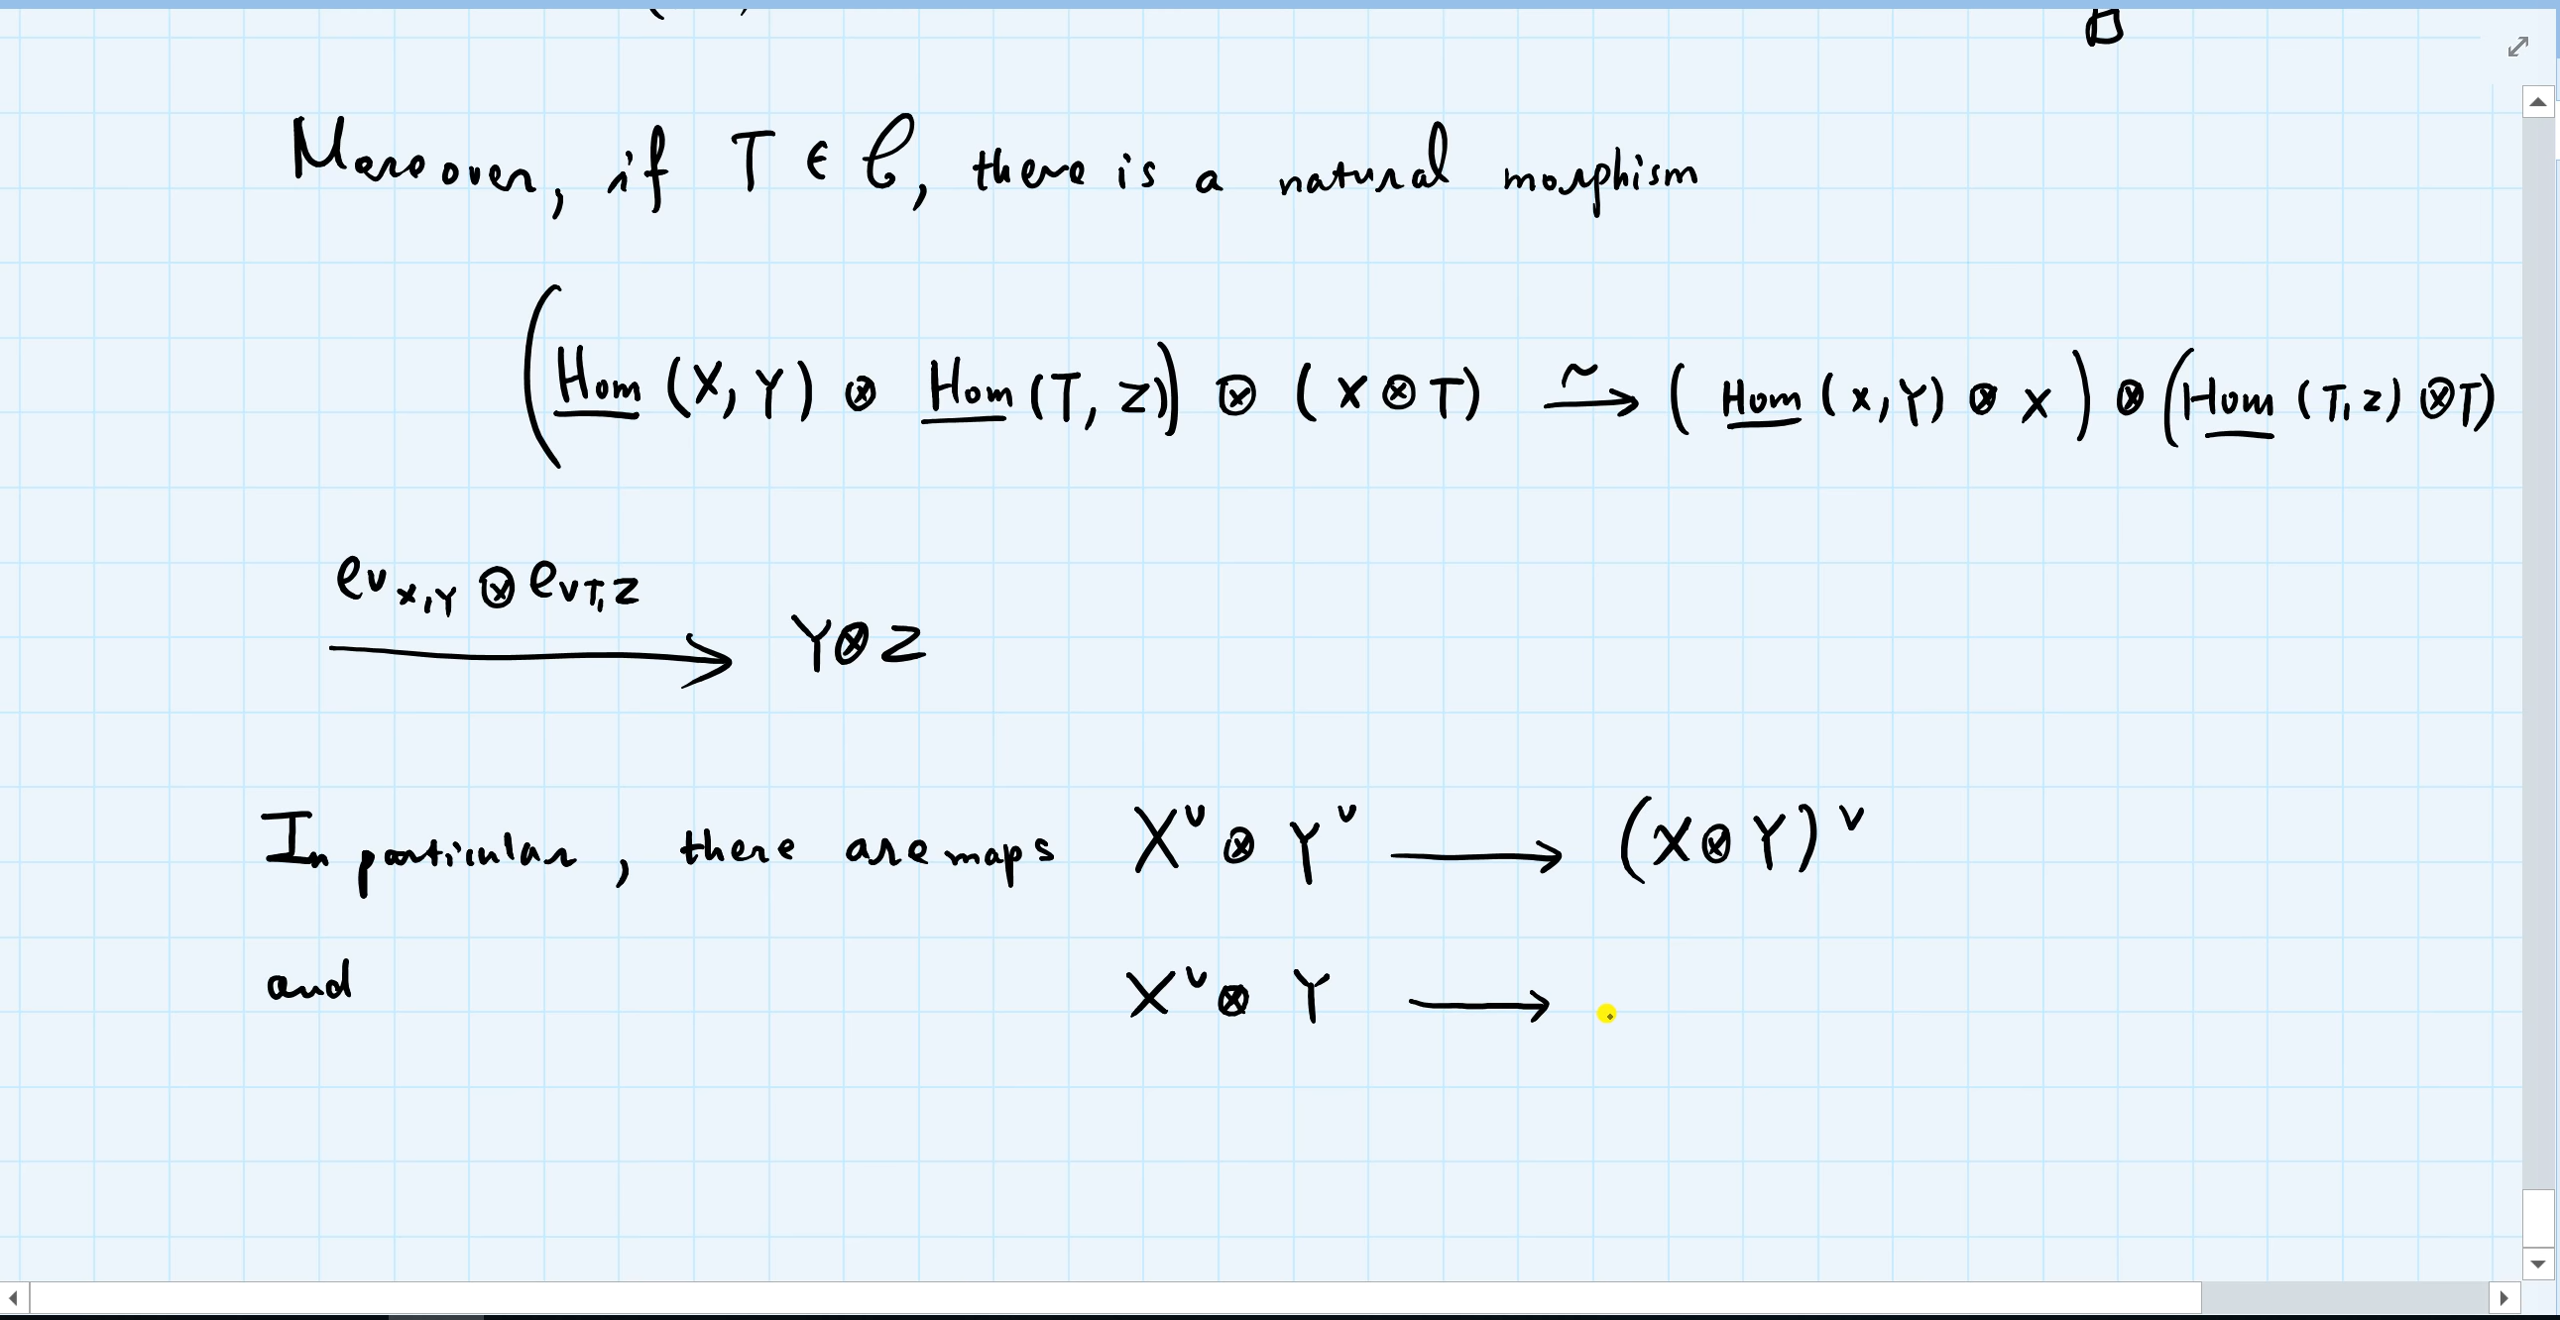 Moreover, if T ∈ 𝒞, there is a natural morphism
(Hom (X, Y) ⊗ Hom (T, Z)) ⊗ (X ⊗ T) ⥲ (Hom (X, Y) ⊗ X) ⊗ (Hom (T, Z) ⊗ T)
ev_{X,Y} ⊗ ev_{T,Z}
⟶ Y ⊗ Z
In particular, there are maps X^∨ ⊗ Y^∨ ⟶ (X ⊗ Y)^∨
and X^∨ ⊗ Y ⟶